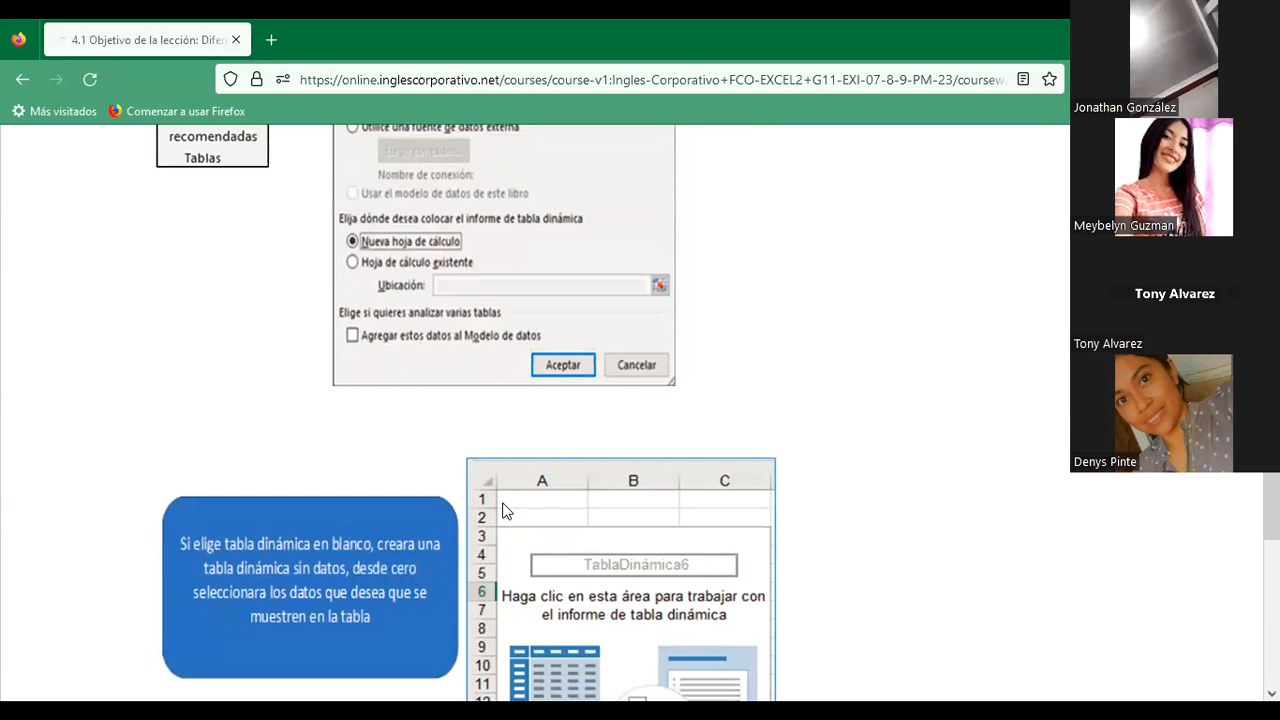 4.1 Objetivo de la lección: Difer
https://online.inglescorporativo.net/courses/course-v1:Ingles-Corporativo+FCO-EXCEL2+G11-EXI-07-8-9-PM-23/coursew
Más visitados
Comenzar a usar Firefox
recomendadas
Tablas
Utilice una fuente de datos externa
Nombre de conexión:
Usar el modelo de datos de este libro
Elija dónde desea colocar el informe de tabla dinámica
Nueva hoja de cálculo
Hoja de cálculo existente
Ubicación:
Elige si quieres analizar varias tablas
Agregar estos datos al Modelo de datos
Aceptar
Cancelar
Si elige tabla dinámica en blanco, creara una
tabla dinámica sin datos, desde cero
seleccionara los datos que desea que se
muestren en la tabla
A B C
1
2
3
4
5
6
7
8
9
10
11
TablaDinámica6
Haga clic en esta área para trabajar con
el informe de tabla dinámica
Jonathan González
Meybelyn Guzman
Tony Alvarez
Tony Alvarez
Denys Pinte